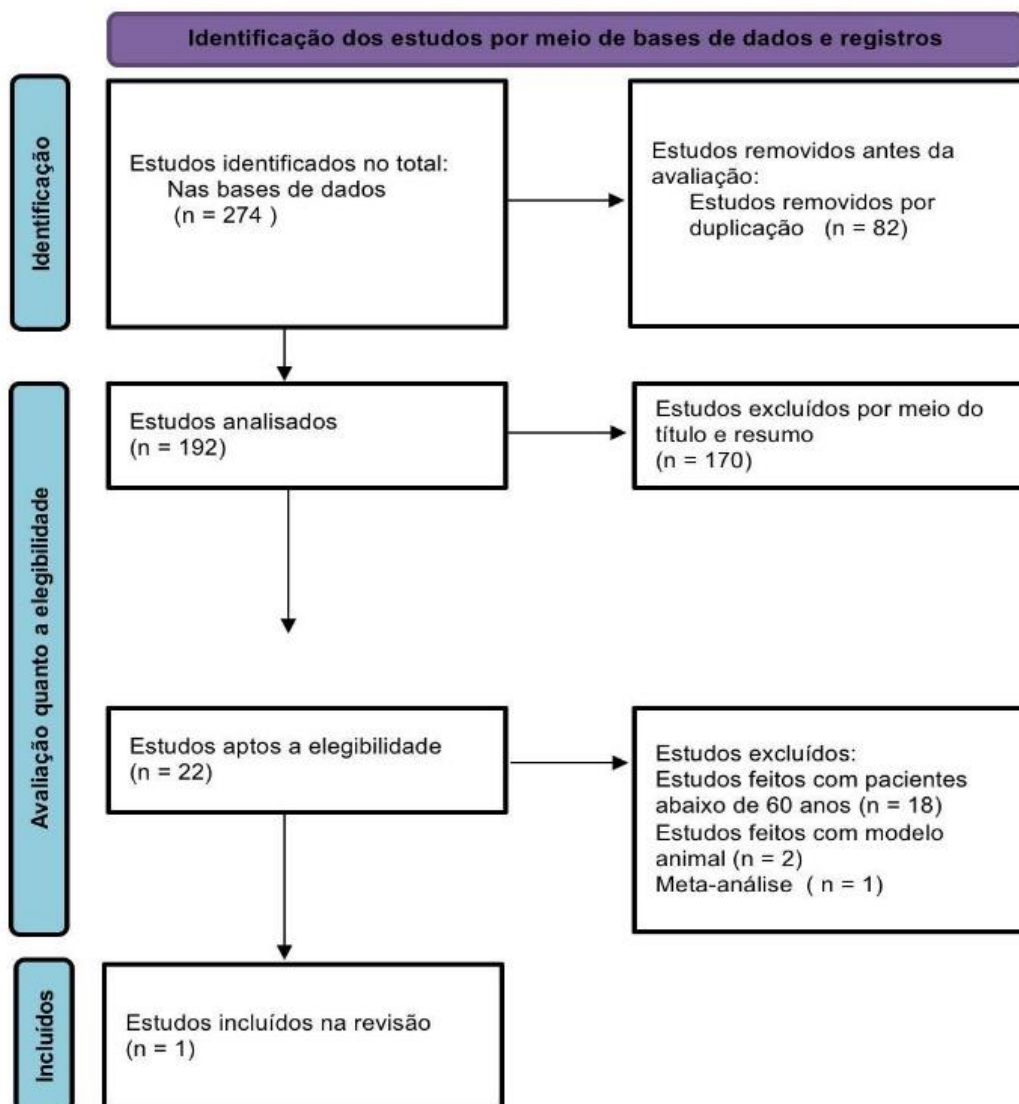 Identificação dos estudos por meio de bases de dados e registros
Identificação
Estudos identificados no total:
Nas bases de dados
(n = 274 )
Estudos removidos antes da
avaliação:
Estudos removidos por
duplicação (n = 82)
Avaliação quanto a elegibilidade
Estudos analisados
(n = 192)
Estudos excluídos por meio do
título e resumo
(n = 170)
Estudos aptos a elegibilidade
(n = 22)
Estudos excluídos:
Estudos feitos com pacientes
abaixo de 60 anos (n = 18)
Estudos feitos com modelo
animal (n = 2)
Meta-análise ( n = 1)
Incluídos
Estudos incluídos na revisão
(n = 1)